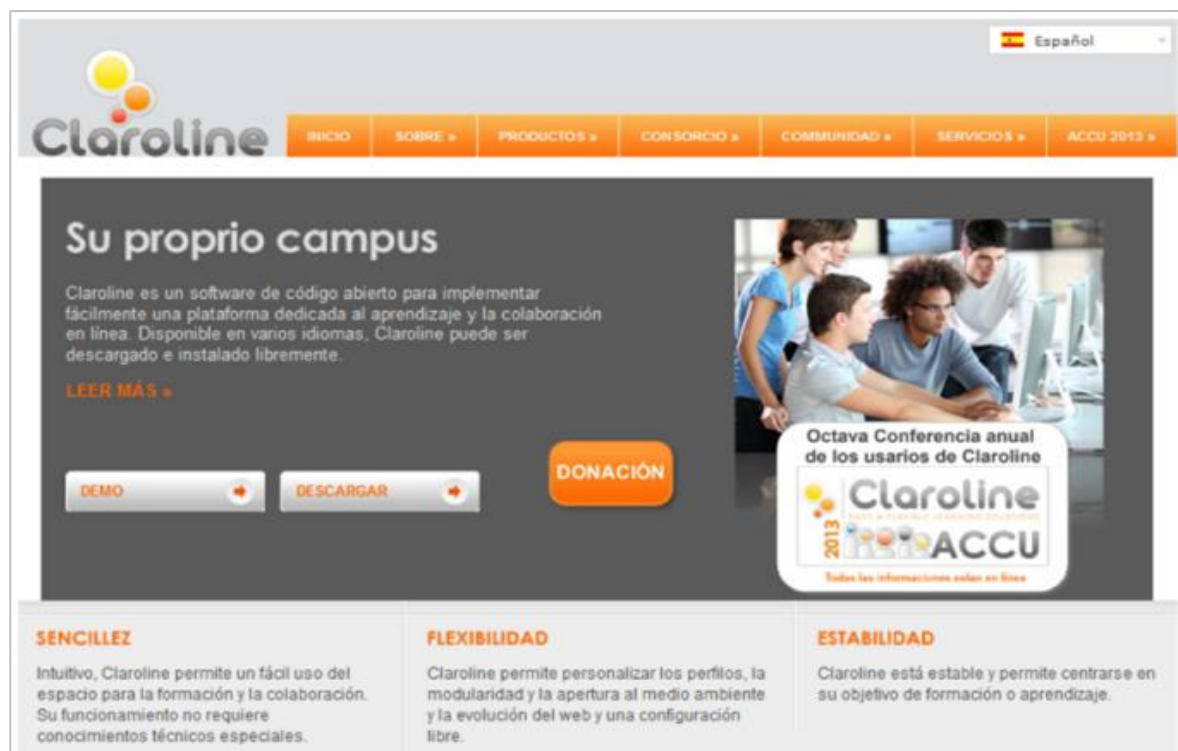 Español
Claroline
INICIO
SOBRE »
PRODUCTOS »
CONSORCIO »
COMMUNIDAD »
SERVICIOS »
ACCU 2013 »
Su proprio campus
Claroline es un software de código abierto para implementar
fácilmente una plataforma dedicada al aprendizaje y la colaboración
en línea. Disponible en varios idiomas, Claroline puede ser
descargado e instalado libremente.
LEER MÁS »
DEMO
DESCARGAR
DONACIÓN
Octava Conferencia anual
de los usarios de Claroline
Claroline
FAST & FLEXIBLE LEARNING SOLUTIONS
2013
ACCU
Todas las informaciones estan en línea
SENCILLEZ
Intuitivo, Claroline permite un fácil uso del
espacio para la formación y la colaboración.
Su funcionamiento no requiere
conocimientos técnicos especiales.
FLEXIBILIDAD
Claroline permite personalizar los perfilos, la
modularidad y la apertura al medio ambiente
y la evolución del web y una configuración
libre.
ESTABILIDAD
Claroline está estable y permite centrarse en
su objetivo de formación o aprendizaje.